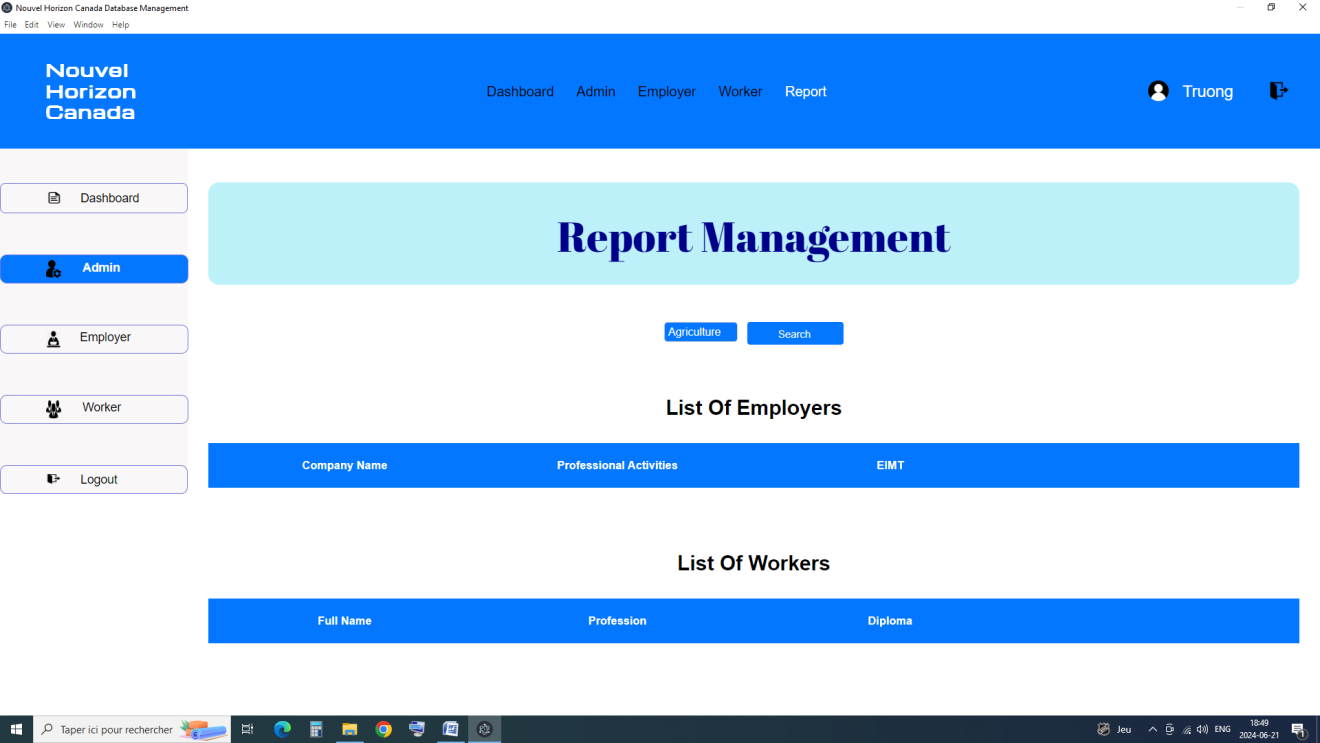 Nouvel Horizon Canada Database Management
File Edit View Window Help
Nouvel
Horizon
Canada
Dashboard Admin Employer Worker Report
Truong
Dashboard
Admin
Employer
Worker
Logout
Report Management
Agriculture Search
List Of Employers
Company Name Professional Activities EIMT
List Of Workers
Full Name Profession Diploma
Taper ici pour rechercher
Jeu
ENG
18:49
2024-06-21
1